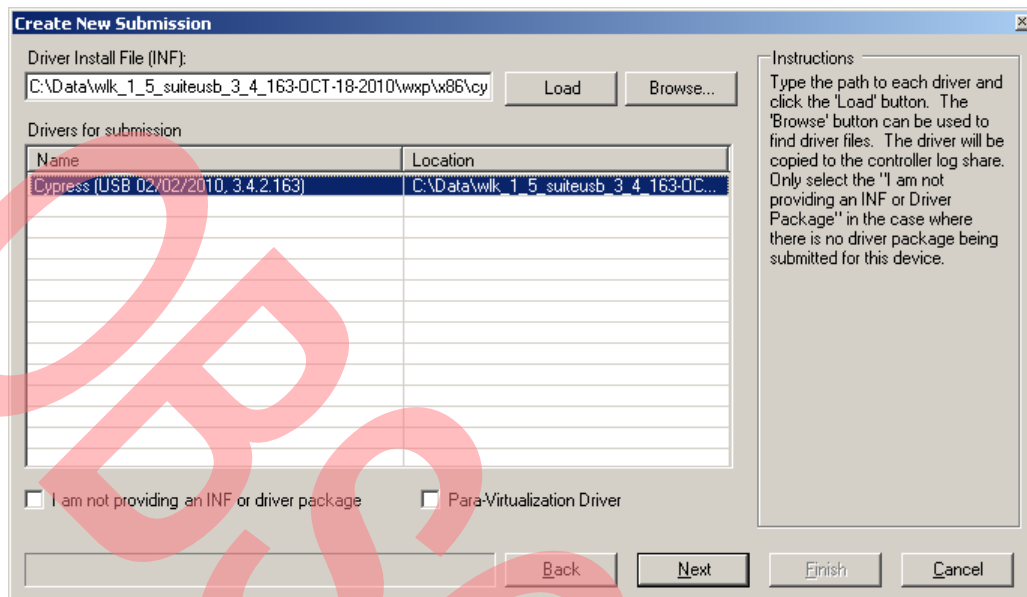 Create New Submission
Driver Install File (INF):
C:\Data\wlk_1_5_suiteusb_3_4_163-OCT-18-2010\wxp\x86\cy
Load
Browse...
Drivers for submission
Name
Location
Cypress (USB 02/02/2010, 3.4.2.163)
C:\Data\wlk_1_5_suiteusb_3_4_163-OC...
I am not providing an INF or driver package
Para-Virtualization Driver
Instructions
Type the path to each driver and
click the 'Load' button. The
'Browse' button can be used to
find driver files. The driver will be
copied to the controller log share.
Only select the "I am not
providing an INF or Driver
Package" in the case where
there is no driver package being
submitted for this device.
Back
Next
Finish
Cancel